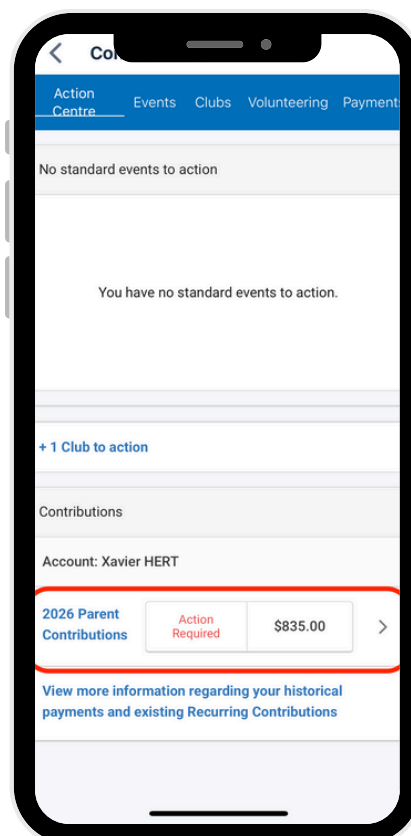 Action
Centre
Events
Clubs
Volunteering
No standard events to action
You have no standard events to action.
+ 1 Club to action
Contributions
Account: Xavier HERT
2026 Parent
Contributions
Action
Required
$835.00
View more information regarding your historical
payments and existing Recurring Contributions